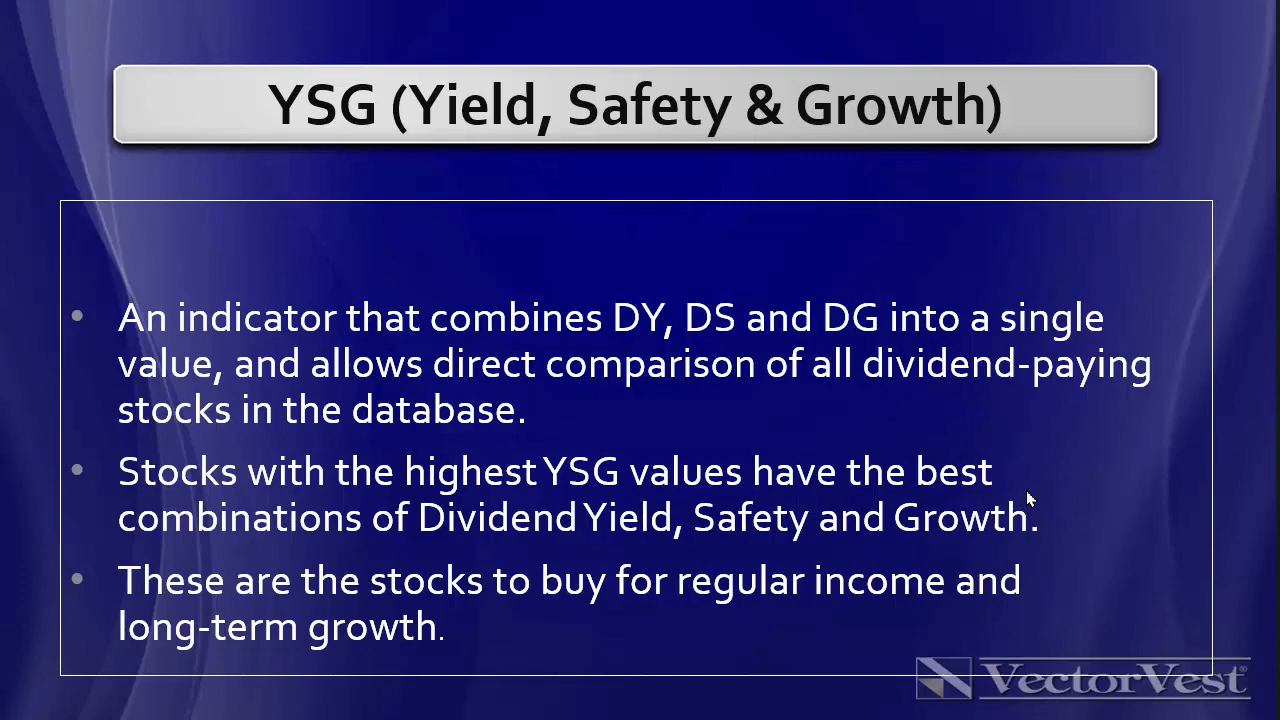 YSG (Yield, Safety & Growth)
• An indicator that combines DY, DS and DG into a single
value, and allows direct comparison of all dividend-paying
stocks in the database.
• Stocks with the highest YSG values have the best
combinations of Dividend Yield, Safety and Growth.
• These are the stocks to buy for regular income and
long-term growth.
VectorVest®